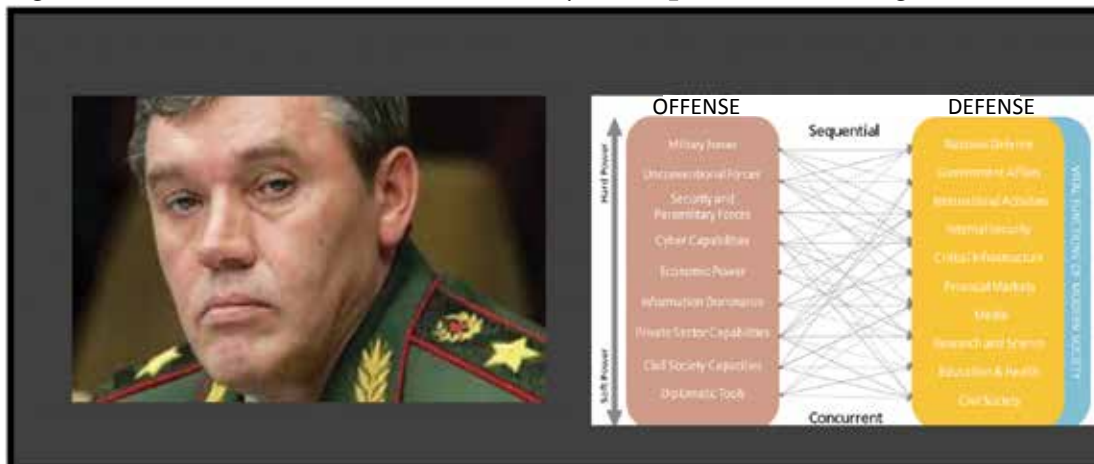 OFFENSE
DEFENSE
Sequential
Hard Power
Military Forces
Unconventional Forces
Security and
Paramilitary Forces
Cyber Capabilities
Economic Power
Information Dominance
Private Sector Capabilities
Civil Society Capacities
Diplomatic Tools
Soft Power
Concurrent
National Defense
Government Affairs
International Activities
Internal Security
Critical Infrastructure
Financial Markets
Media
Research and Science
Education & Health
Civil Society
VITAL FUNCTIONS OF MODERN SOCIETY